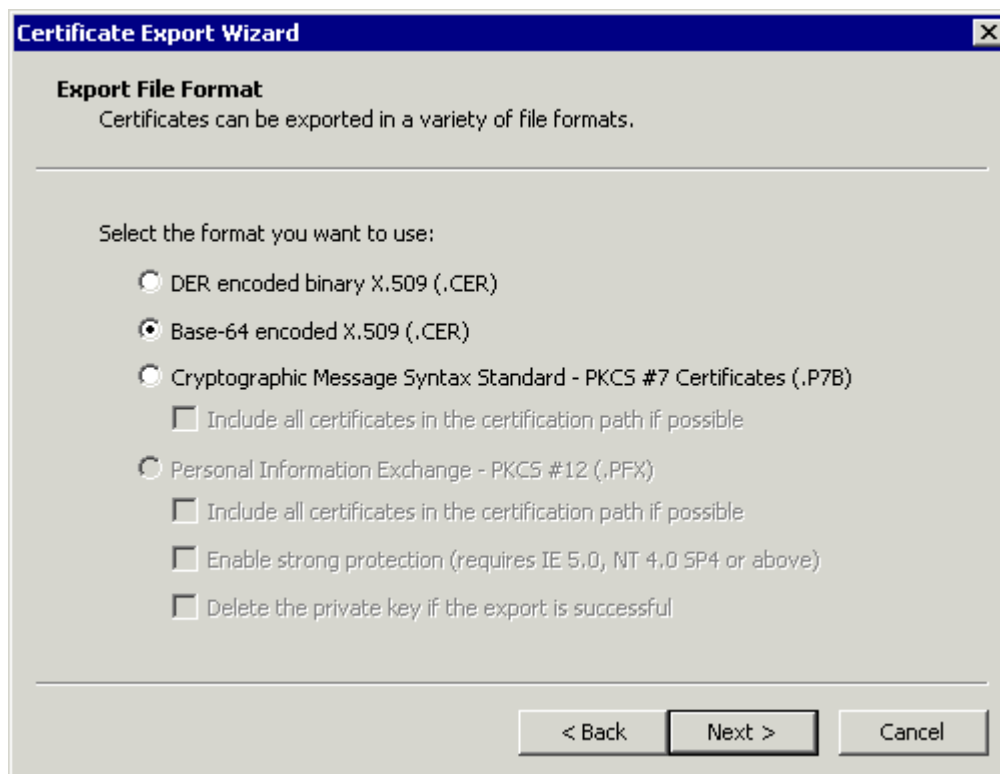 Certificate Export Wizard
Export File Format
Certificates can be exported in a variety of file formats.
Select the format you want to use:
DER encoded binary X.509 (.CER)
Base-64 encoded X.509 (.CER)
Cryptographic Message Syntax Standard - PKCS #7 Certificates (.P7B)
Include all certificates in the certification path if possible
Personal Information Exchange - PKCS #12 (.PFX)
Include all certificates in the certification path if possible
Enable strong protection (requires IE 5.0, NT 4.0 SP4 or above)
Delete the private key if the export is successful
< Back Next > Cancel